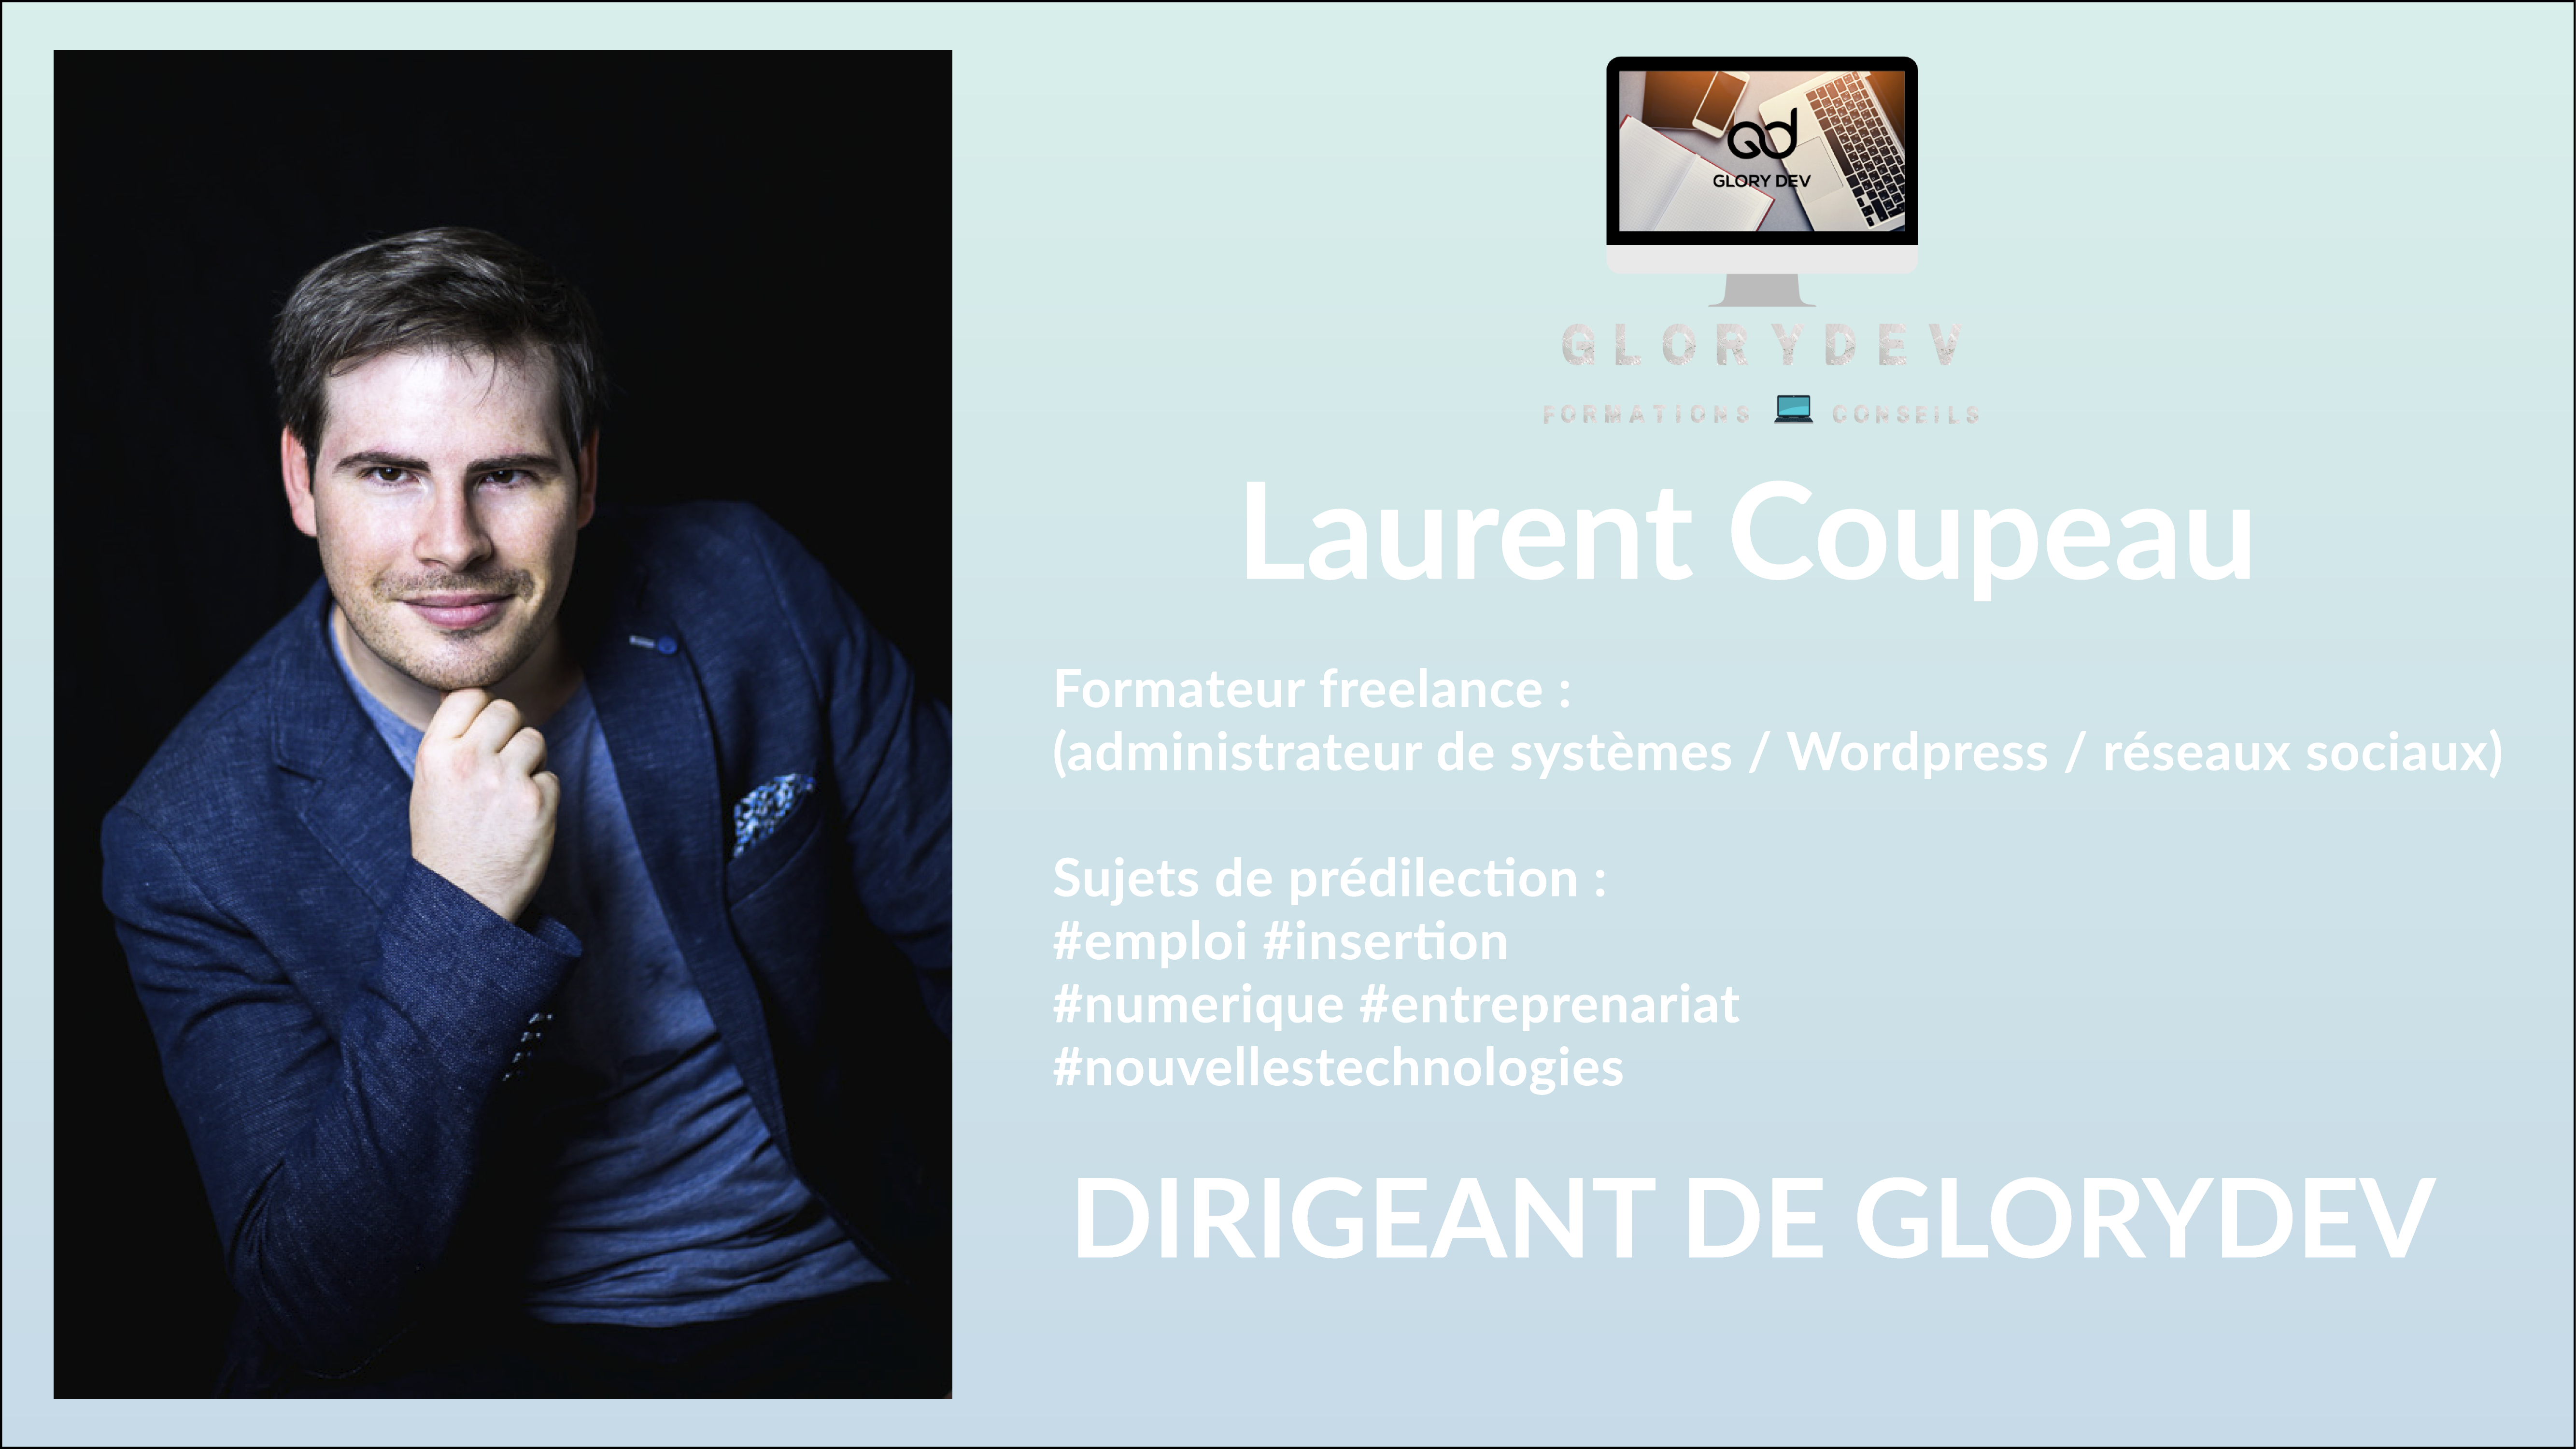 GD
GLORY DEV
GLORYDEV
FORMATIONS CONSEILS
Laurent Coupeau
Formateur freelance :
(administrateur de systèmes / Wordpress / réseaux sociaux)
Sujets de prédilection :
#emploi #insertion
#numerique #entreprenariat
#nouvellestechnologies
DIRIGEANT DE GLORYDEV